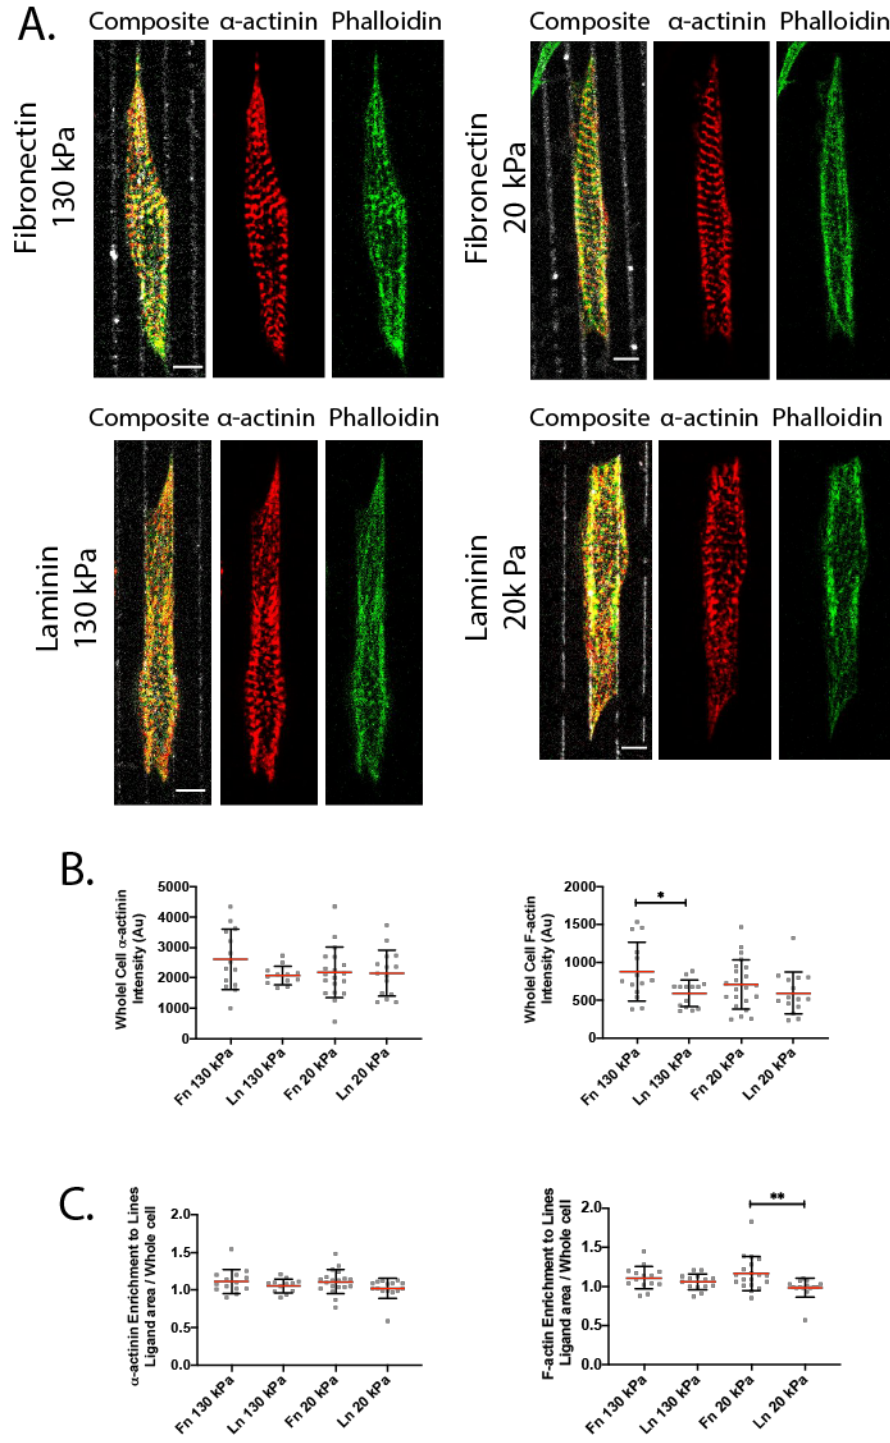 A.
Composite α-actinin Phalloidin
Fibronectin
130 kPa
Composite α-actinin Phalloidin
Fibronectin
20 kPa
Composite α-actinin Phalloidin
Laminin
130 kPa
Composite α-actinin Phalloidin
Laminin
20k Pa
B.
Wholel Cell α-actinin
Intensity (Au)
5000
4000
3000
2000
1000
0
Fn 130 kPa
Ln 130 kPa
Fn 20 kPa
Ln 20 kPa
Wholel Cell F-actin
Intensity (Au)
2000
1500
1000
500
0
*
Fn 130 kPa
Ln 130 kPa
Fn 20 kPa
Ln 20 kPa
C.
α-actinin Enrichment to Lines
Ligand area / Whole cell
2.0
1.5
1.0
0.5
0.0
Fn 130 kPa
Ln 130 kPa
Fn 20 kPa
Ln 20 kPa
F-actin Enrichment to Lines
Ligand area / Whole cell
2.0
1.5
1.0
0.5
0.0
**
Fn 130 kPa
Ln 130 kPa
Fn 20 kPa
Ln 20 kPa